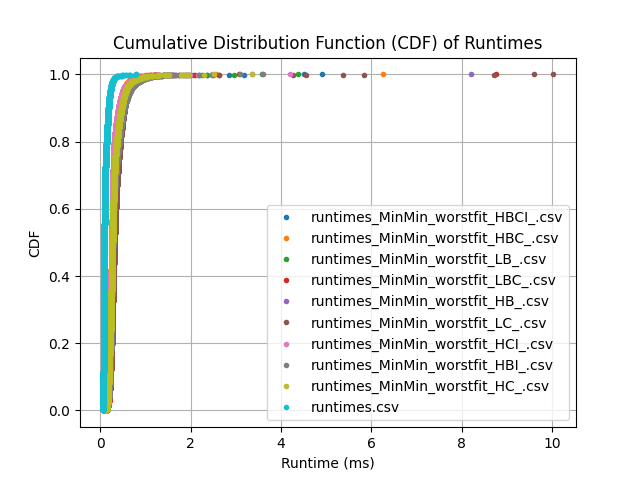 Cumulative Distribution Function (CDF) of Runtimes
1.0
0.8
0.6
0.4
0.2
0.0
CDF
runtimes_MinMin_worstfit_HBCI_.csv
runtimes_MinMin_worstfit_HBC_.csv
runtimes_MinMin_worstfit_LB_.csv
runtimes_MinMin_worstfit_LBC_.csv
runtimes_MinMin_worstfit_HB_.csv
runtimes_MinMin_worstfit_LC_.csv
runtimes_MinMin_worstfit_HCI_.csv
runtimes_MinMin_worstfit_HBI_.csv
runtimes_MinMin_worstfit_HC_.csv
runtimes.csv
0 2 4 6 8 10
Runtime (ms)